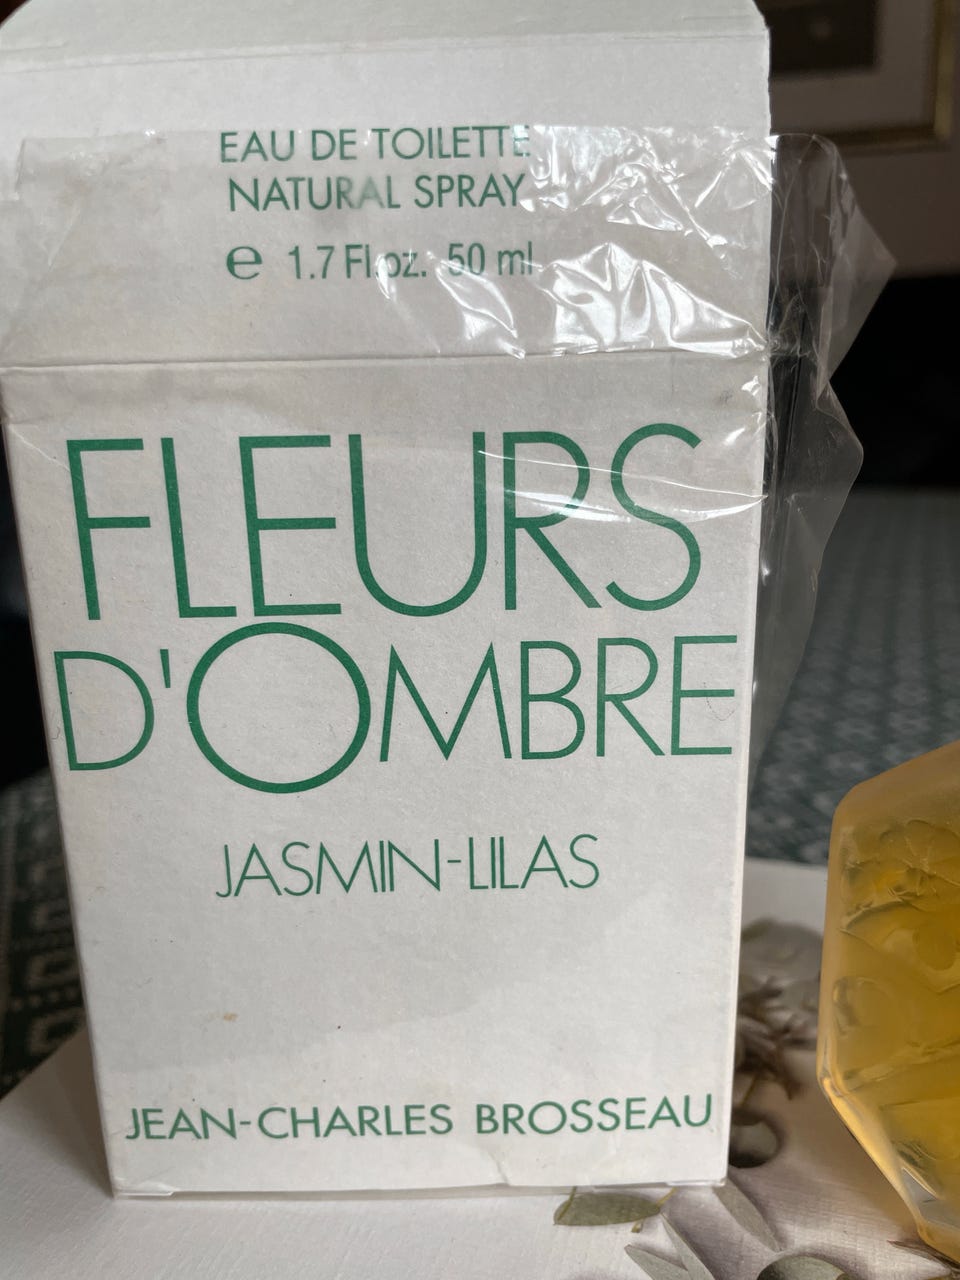 EAU DE TOILETTE
NATURAL SPRAY
℮ 1.7 Fl.oz. 50 ml
FLEURS
D'OMBRE
JASMIN-LILAS
JEAN-CHARLES BROSSEAU